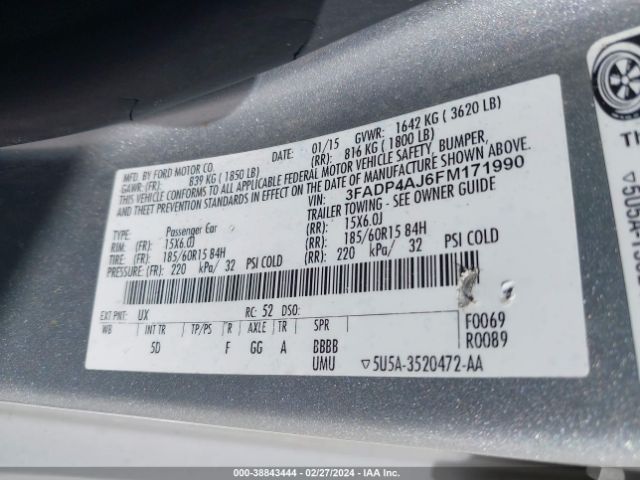 MFD. BY FORD MOTOR CO.
DATE: 01/15 GVWR: 1642 KG ( 3620 LB)
GAWR: (FR): 839 KG ( 1850 LB) (RR): 816 KG ( 1800 LB)
THIS VEHICLE CONFORMS TO ALL APPLICABLE FEDERAL MOTOR VEHICLE SAFETY, BUMPER,
AND THEFT PREVENTION STANDARDS IN EFFECT ON THE DATE OF MANUFACTURE SHOWN ABOVE.
VIN: 3FADP4AJ6FM171990
TYPE: Passenger Car TRAILER TOWING - SEE OWNER GUIDE
RIM: (FR): 15X6.0J (RR): 15X6.0J
TIRE: (FR): 185/60R15 84H (RR): 185/60R15 84H
PRESSURE: (FR): 220 kPa/ 32 PSI COLD (RR): 220 kPa/ 32 PSI COLD
EXT PNT: UX RC: 52 DSO: F0069
WB INT TR TP/PS R AXLE TR SPR R0089
5D F GG A BBBB
UMU ▽5U5A-3520472-AA
TI
▽5U5A-
000-38843444 - 02/27/2024 - IAA Inc.